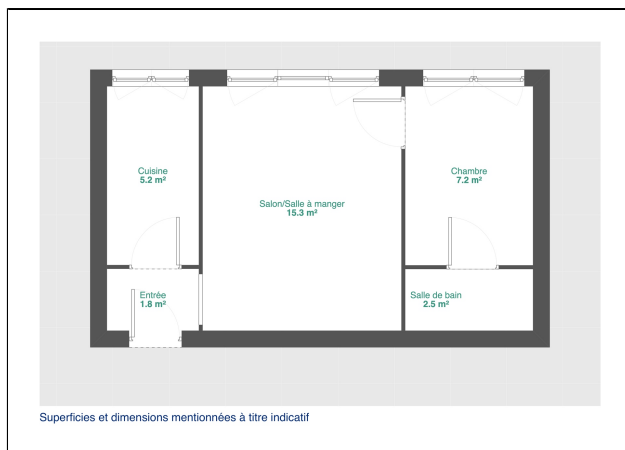 Cuisine
5.2 m²
Salon/Salle à manger
15.3 m²
Chambre
7.2 m²
Entrée
1.8 m²
Salle de bain
2.5 m²
Superficies et dimensions mentionnées à titre indicatif